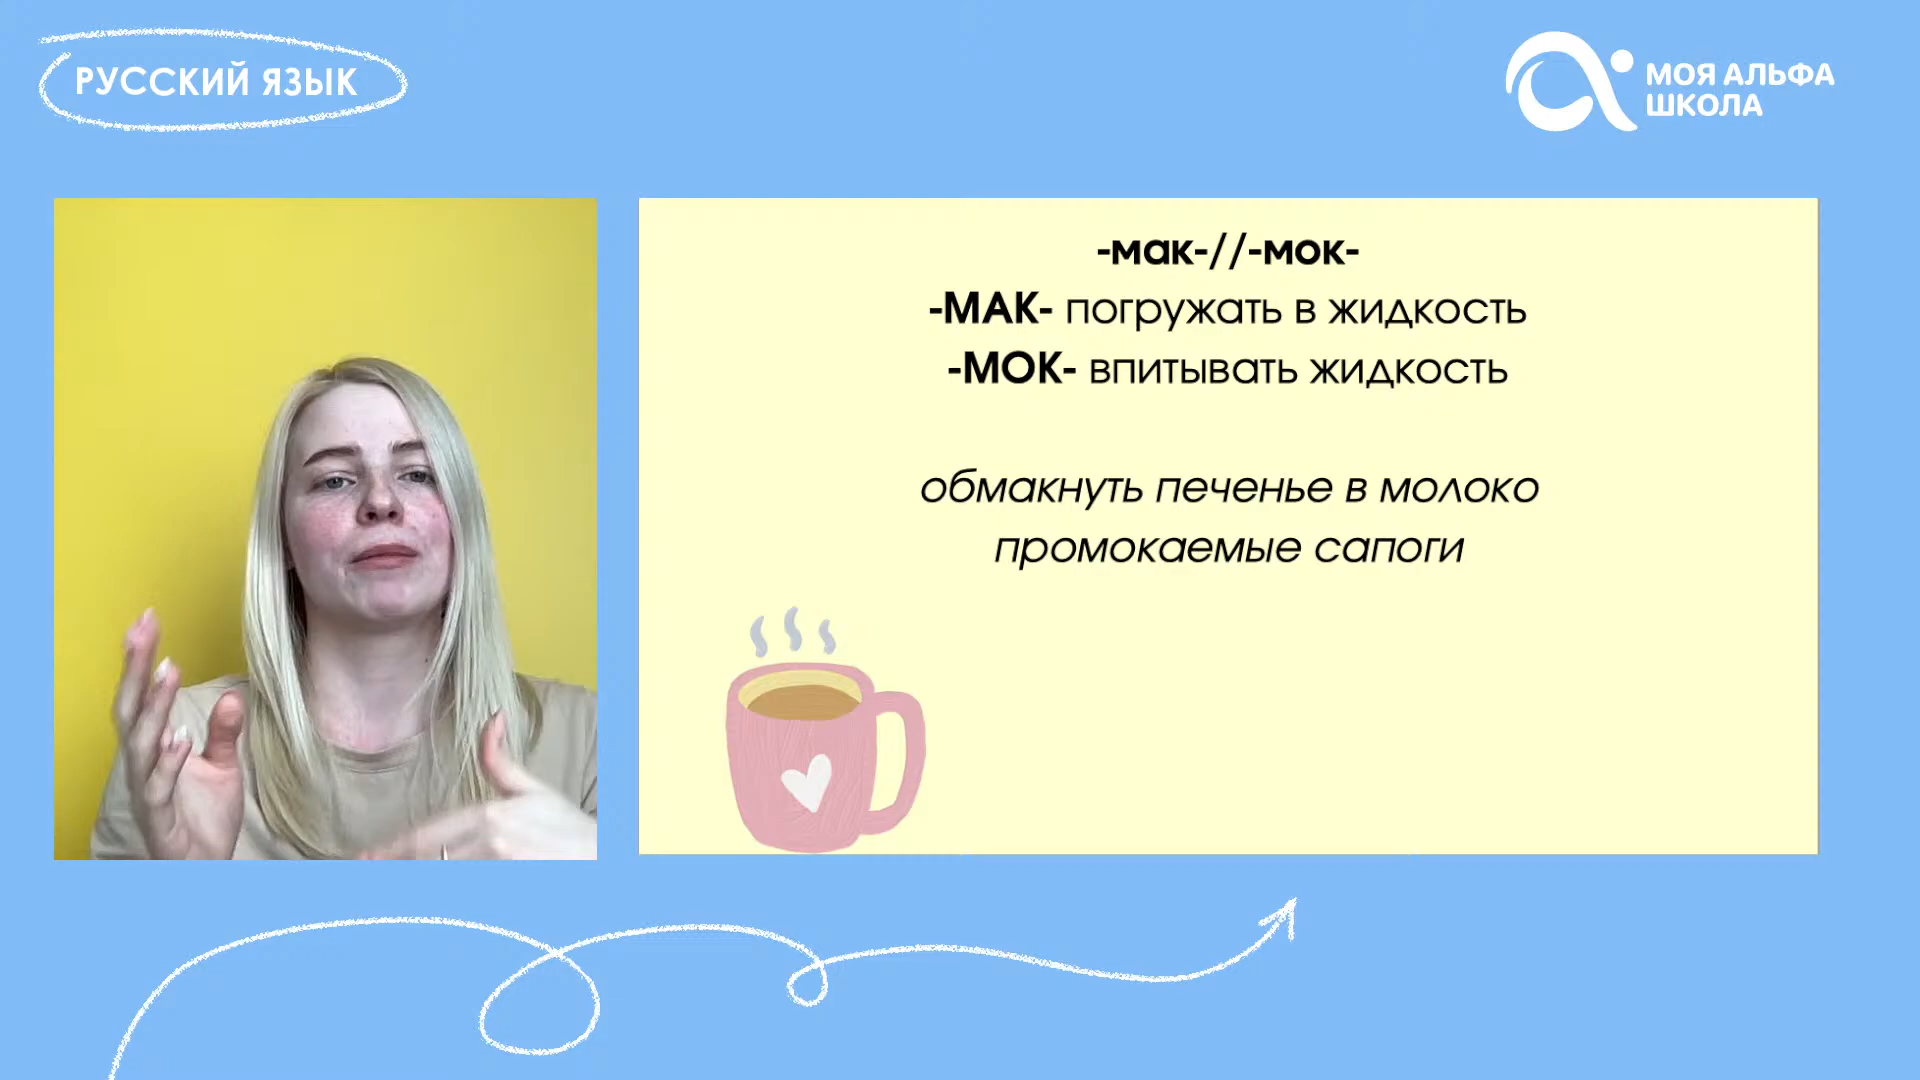 РУССКИЙ ЯЗЫК
МОЯ АЛЬФА
ШКОЛА
-мак-//-мок-
-МАК- погружать в жидкость
-МОК- впитывать жидкость
обмакнуть печенье в молоко
промокаемые сапоги